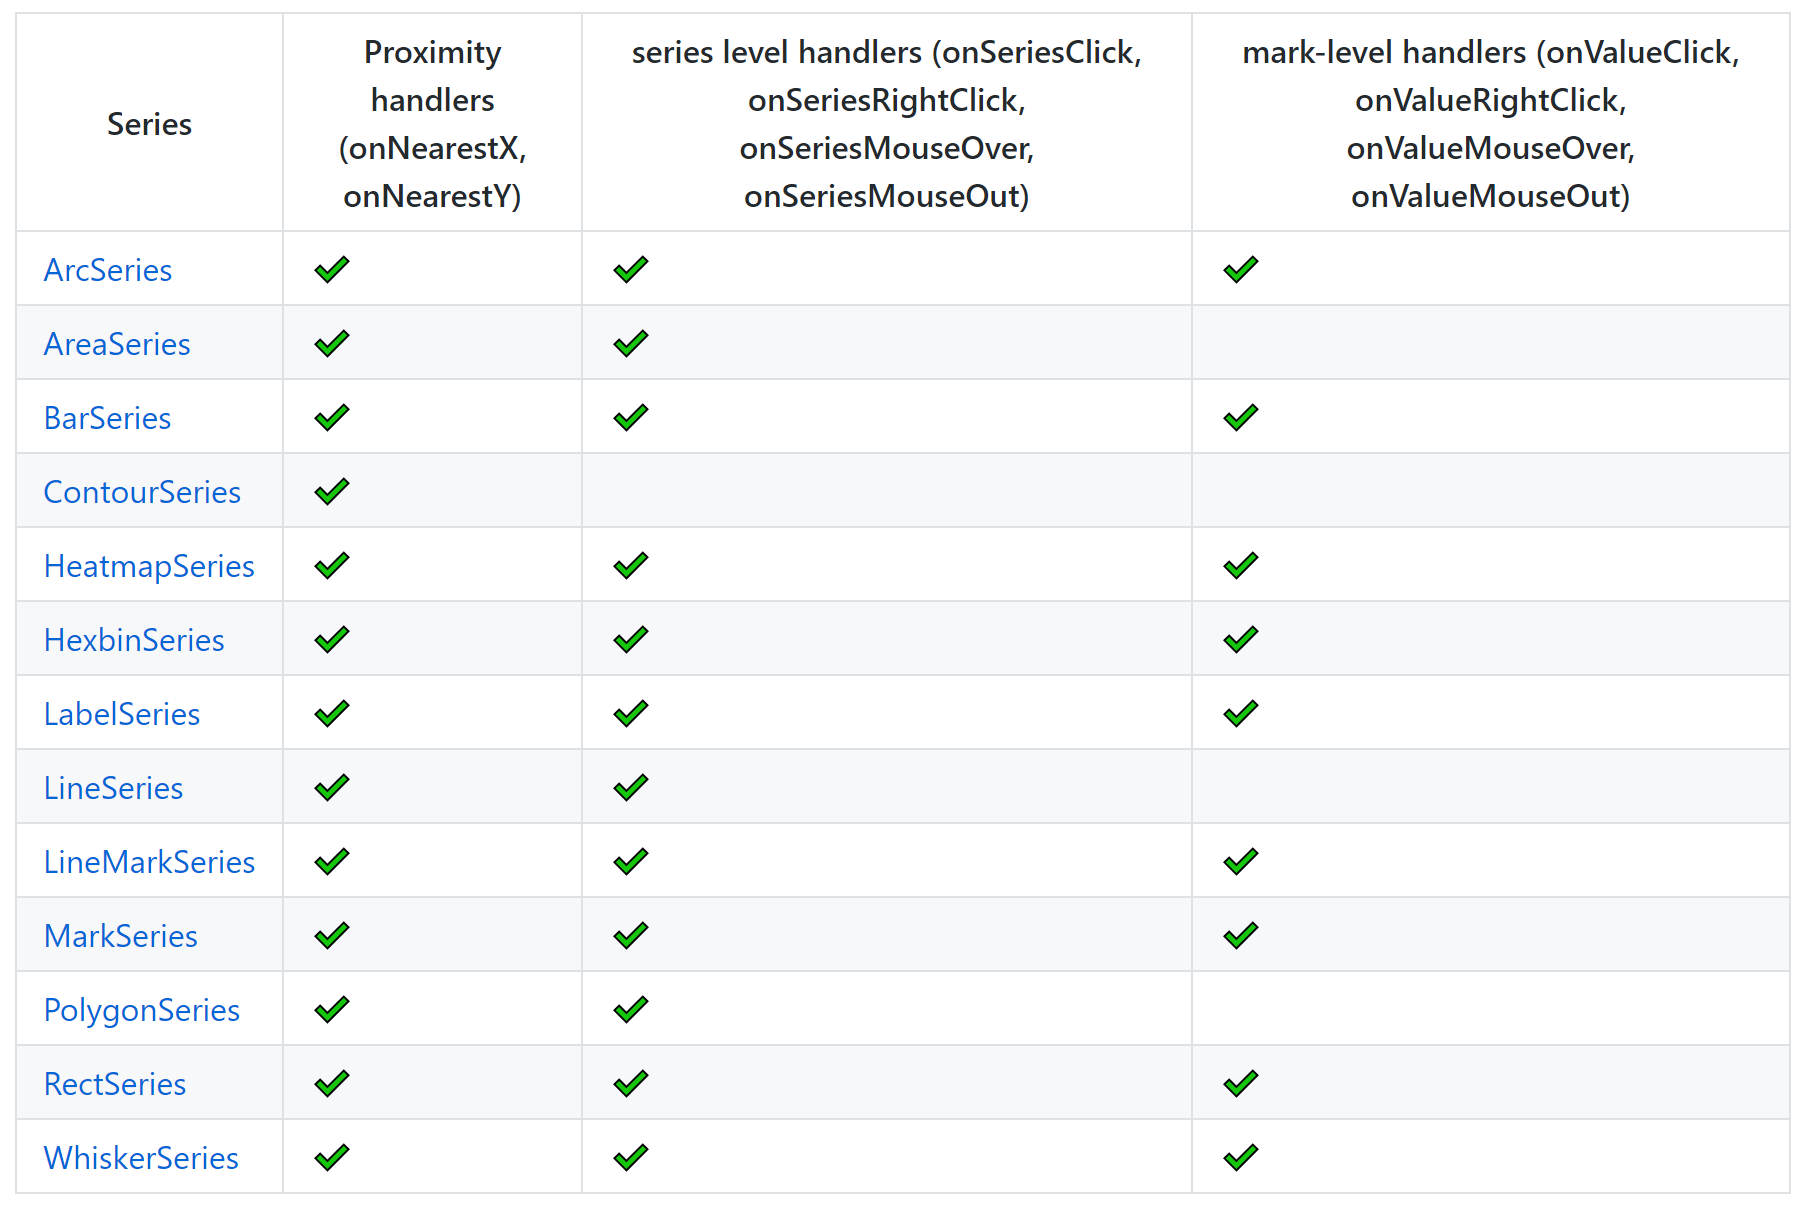 Series
Proximity
handlers
(onNearestX,
onNearestY)
series level handlers (onSeriesClick,
onSeriesRightClick,
onSeriesMouseOver,
onSeriesMouseOut)
mark-level handlers (onValueClick,
onValueRightClick,
onValueMouseOver,
onValueMouseOut)
ArcSeries ✔ ✔ ✔
AreaSeries ✔ ✔
BarSeries ✔ ✔ ✔
ContourSeries ✔
HeatmapSeries ✔ ✔ ✔
HexbinSeries ✔ ✔ ✔
LabelSeries ✔ ✔ ✔
LineSeries ✔ ✔
LineMarkSeries ✔ ✔ ✔
MarkSeries ✔ ✔ ✔
PolygonSeries ✔ ✔
RectSeries ✔ ✔ ✔
WhiskerSeries ✔ ✔ ✔